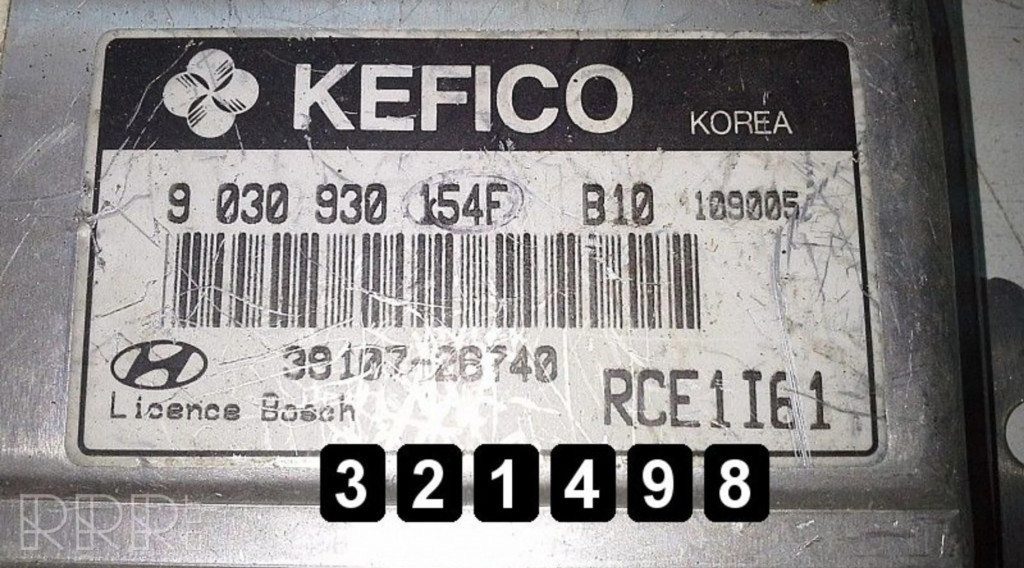 KEFICO KOREA
9 030 930 154F B10 109005
39107-26740
Licence Bosch
RCE1I61
3 2 1 4 9 8
RRR